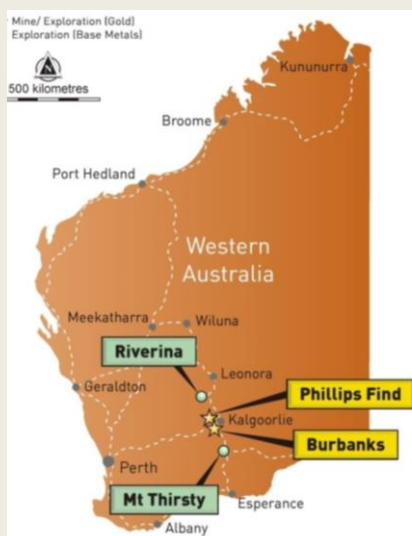 Mine/ Exploration (Gold)
Exploration (Base Metals)
N
500 kilometres
Kununurra
Broome
Port Hedland
Western
Australia
Meekatharra
Wiluna
Riverina
Leonora
Geraldton
Phillips Find
Kalgoorlie
Burbanks
Perth
Mt Thirsty
Esperance
Albany